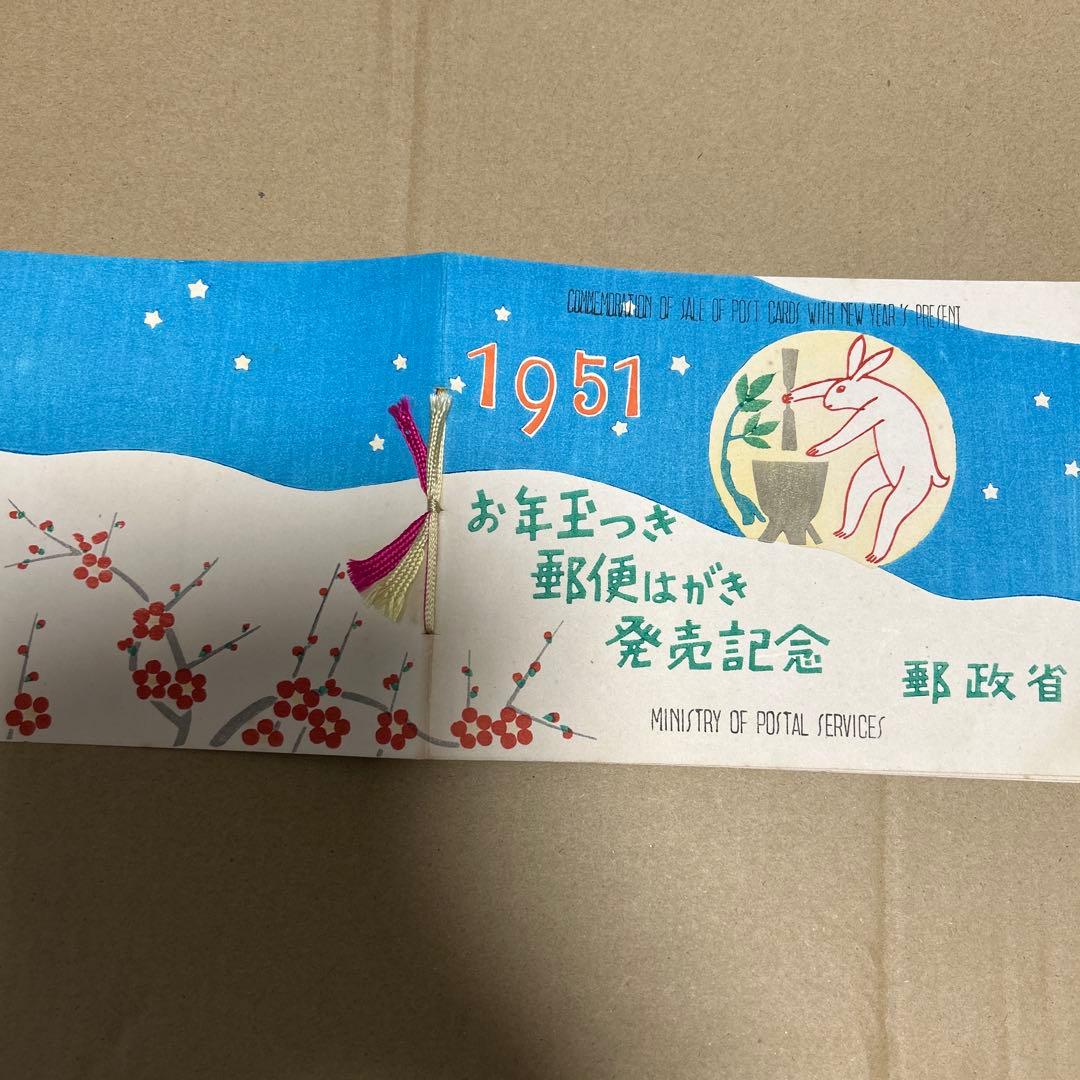 COMMEMORATION OF SALE OF POST CARDS WITH NEW YEAR'S PRESENT
1951
お年玉つき
郵便はがき
発売記念
郵政省
MINISTRY OF POSTAL SERVICES